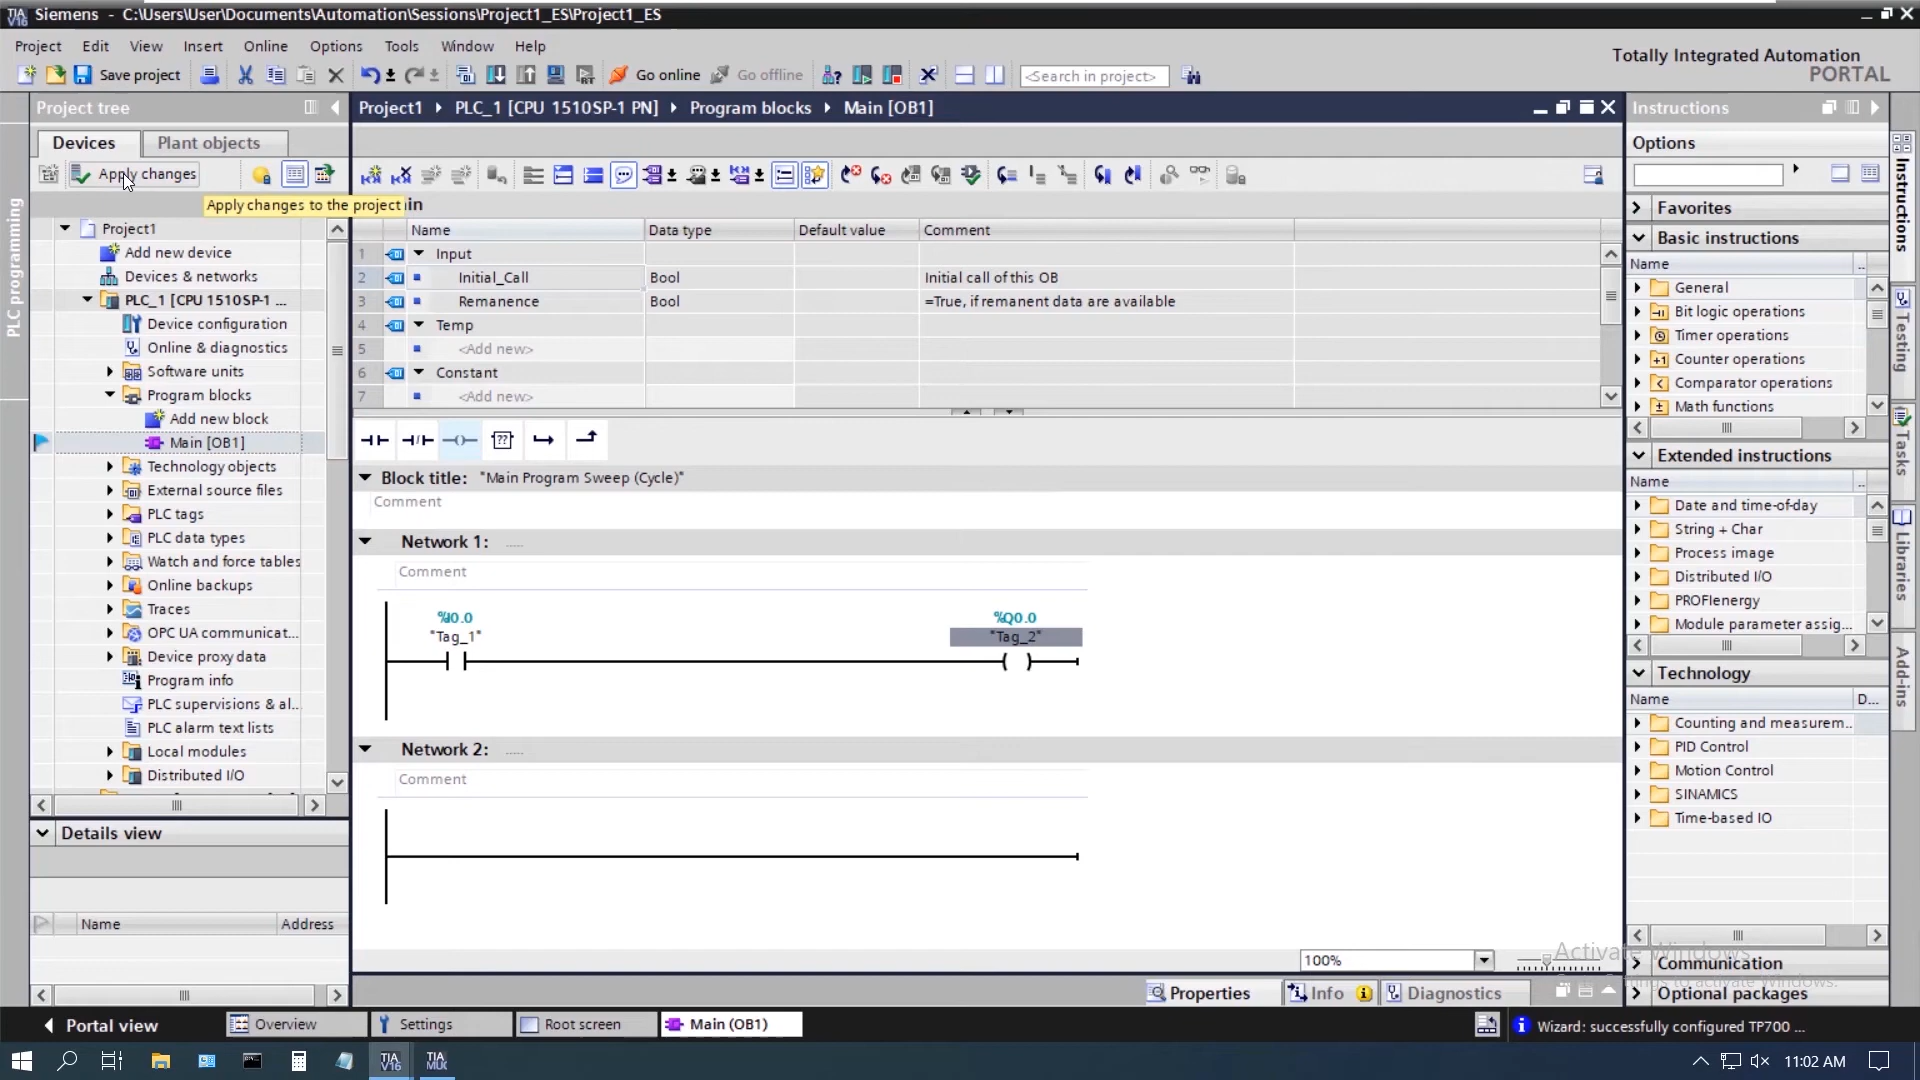 Siemens - C:\Users\User\Documents\Automation\Sessions\Project1_ES\Project1_ES
Project Edit View Insert Online Options Tools Window Help
Totally Integrated Automation
PORTAL
Save project
Go online
Go offline
<Search in project>
Project tree
Project1 PLC_1 [CPU 1510SP-1 PN] Program blocks Main [OB1]
Instructions
Devices
Plant objects
Options
Apply changes
Apply changes to the project
in
Name Data type Default value Comment
1 Input
2 Initial_Call Bool Initial call of this OB
3 Remanence Bool =True, if remanent data are available
4 Temp
5 <Add new>
6 Constant
7 <Add new>
Project1
Add new device
Devices & networks
PLC_1 [CPU 1510SP-1 ...
Device configuration
Online & diagnostics
Software units
Program blocks
Add new block
Main [OB1]
Technology objects
External source files
PLC tags
PLC data types
Watch and force tables
Online backups
Traces
OPC UA communicat...
Device proxy data
Program info
PLC supervisions & al...
PLC alarm text lists
Local modules
Distributed I/O
Details view
Name Address
PLC programming
??
Block title: "Main Program Sweep (Cycle)"
Comment
Network 1: .....
Comment
%I0.0
"Tag_1"
%Q0.0
"Tag_2"
Network 2: .....
Comment
100%
Properties
Info
Diagnostics
Favorites
Basic instructions
Name ..
General
Bit logic operations
Timer operations
Counter operations
Comparator operations
Math functions
Extended instructions
Name ..
Date and time-of-day
String + Char
Process image
Distributed I/O
PROFIenergy
Module parameter assig...
Technology
Name D...
Counting and measurem...
PID Control
Motion Control
SINAMICS
Time-based IO
Communication
Optional packages
Instructions
Testing
Tasks
Libraries
Add-ins
Activate Windows
to activate Windows.
Portal view
Overview
Settings
Root screen
Main (OB1)
Wizard: successfully configured TP700 ...
TIA
V16
TIA
MUK
11:02 AM